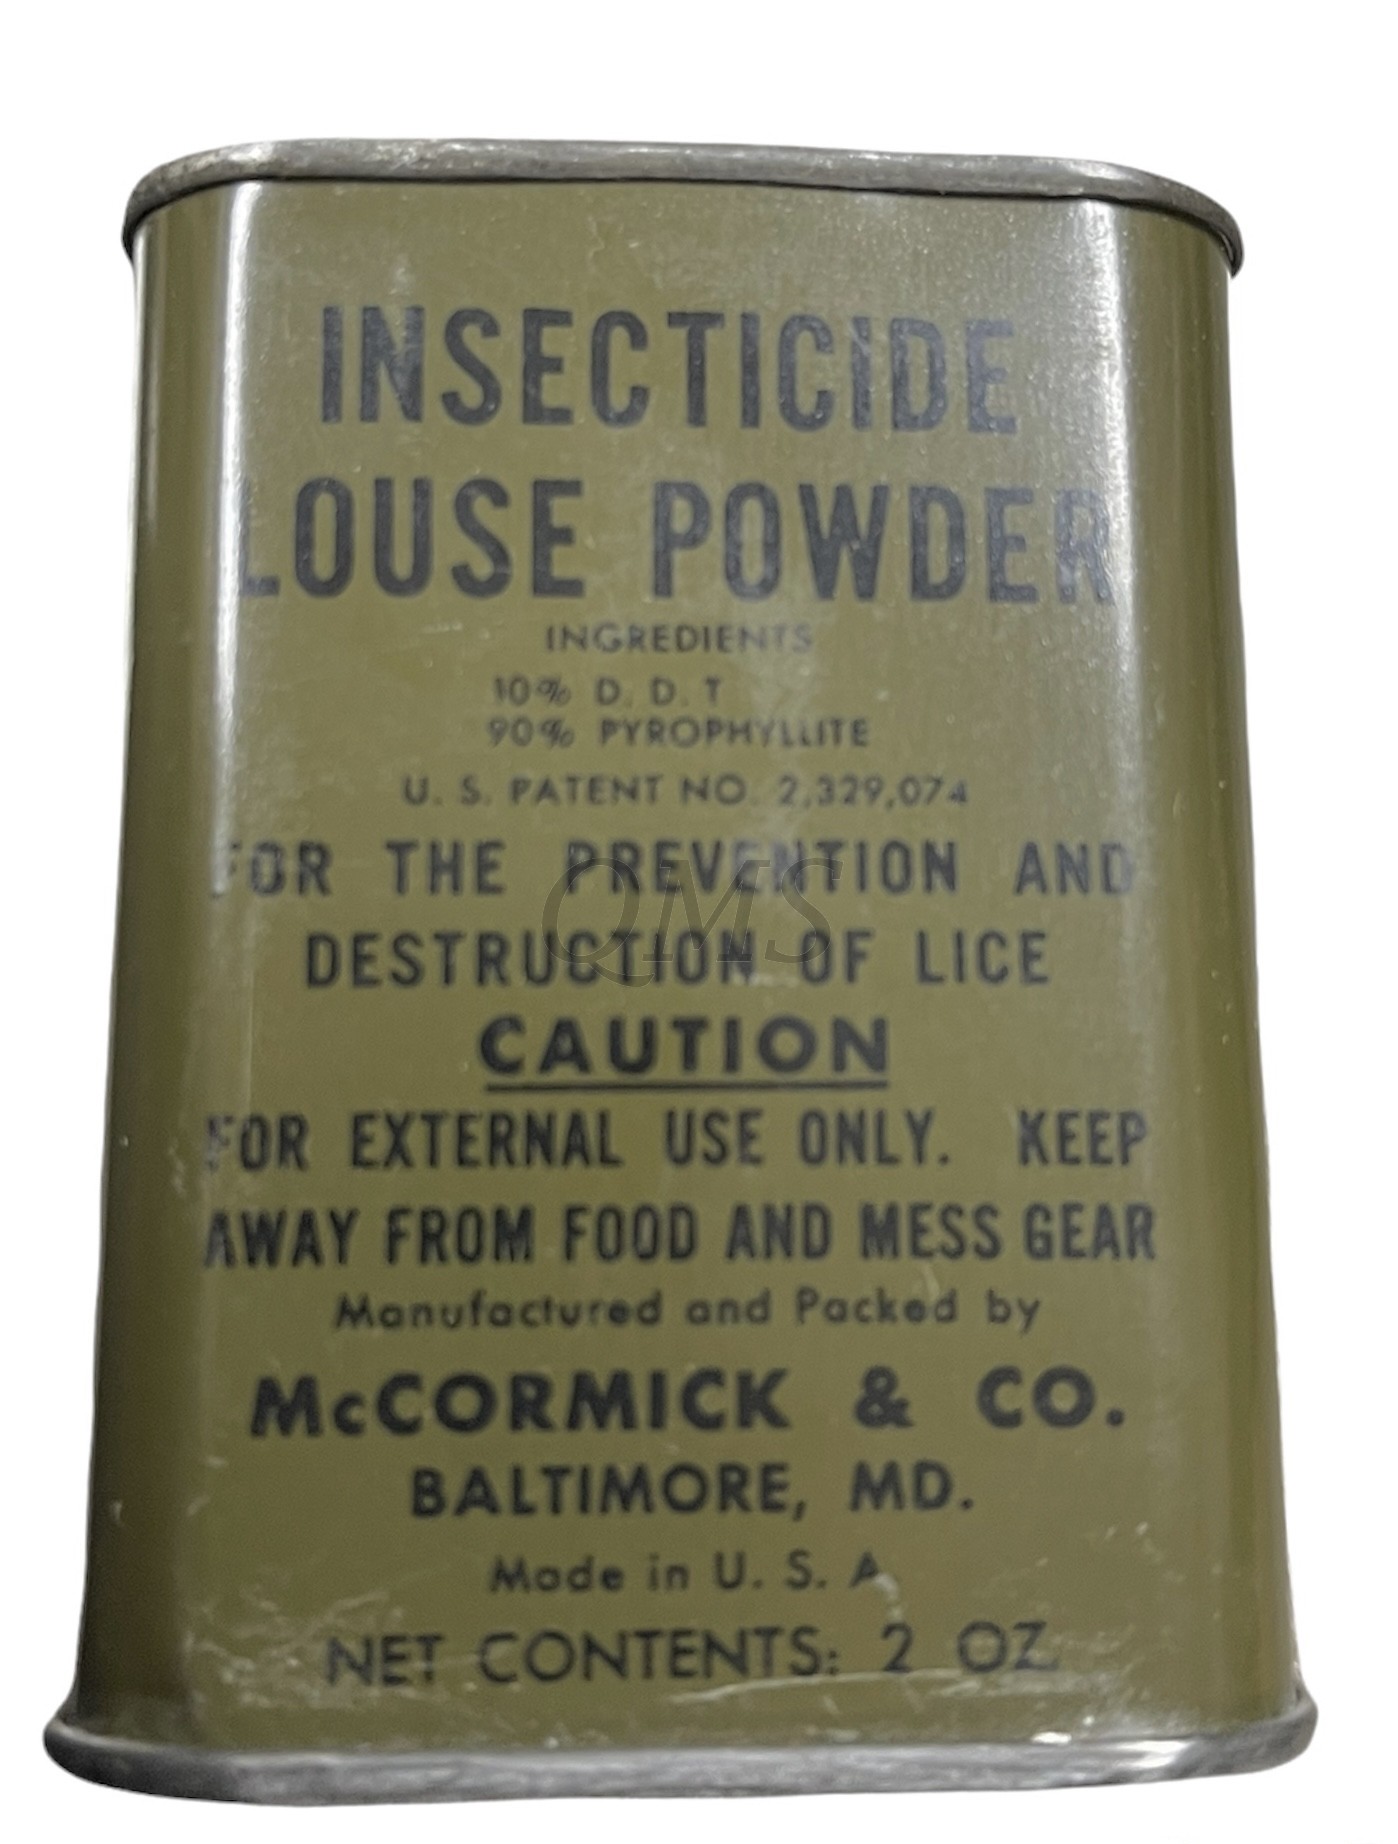 INSECTICIDE
LOUSE POWDER
INGREDIENTS
10% D. D. T
90% PYROPHYLLITE
U. S. PATENT NO. 2,329,074
FOR THE PREVENTION AND
QMS
DESTRUCTION OF LICE
CAUTION
FOR EXTERNAL USE ONLY. KEEP
AWAY FROM FOOD AND MESS GEAR
Manufactured and Packed by
McCORMICK & CO.
BALTIMORE, MD.
Made in U. S. A
NET CONTENTS: 2 OZ.